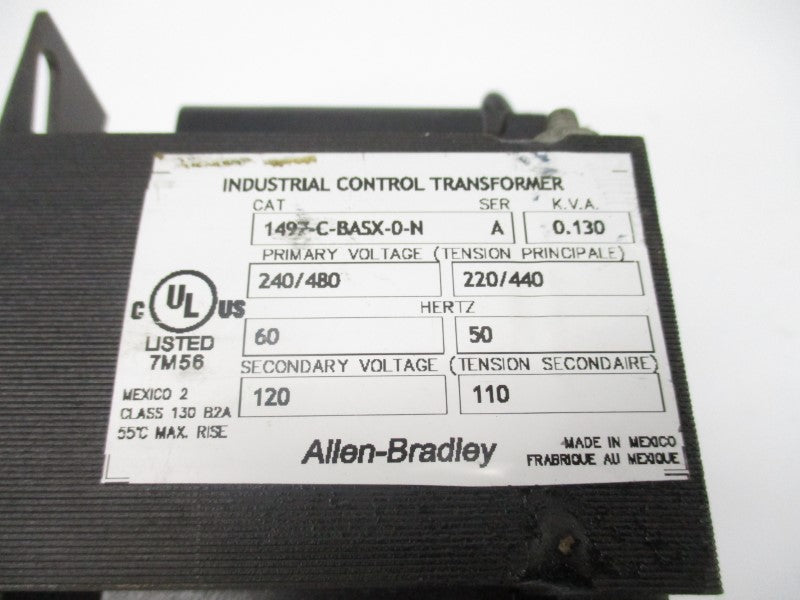 INDUSTRIAL CONTROL TRANSFORMER
CAT SER K.V.A.
1497-C-BASX-0-N A 0.130
PRIMARY VOLTAGE (TENSION PRINCIPALE)
240/480 220/440
HERTZ
60 50
SECONDARY VOLTAGE (TENSION SECONDAIRE)
120 110
C UL US
LISTED
7M56
MEXICO 2
CLASS 130 B2A
55°C MAX. RISE
Allen-Bradley
MADE IN MEXICO
FRABRIQUE AU MEXIQUE